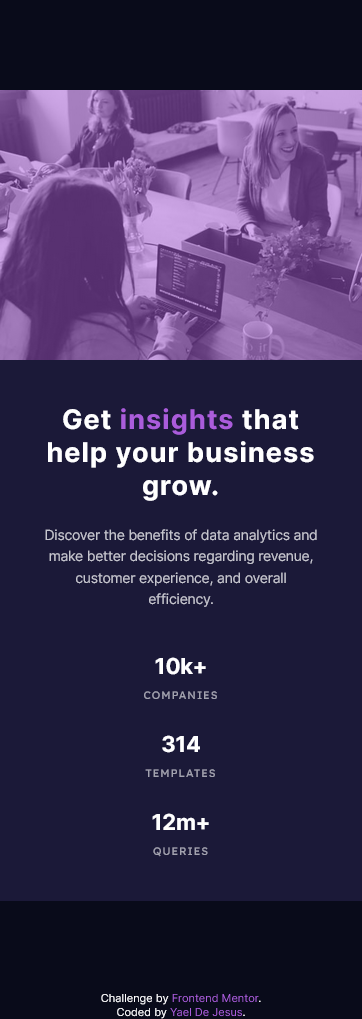 Get insights that
help your business
grow.
Discover the benefits of data analytics and
make better decisions regarding revenue,
customer experience, and overall
efficiency.
10k+
COMPANIES
314
TEMPLATES
12m+
QUERIES
Challenge by Frontend Mentor.
Coded by Yael De Jesus.